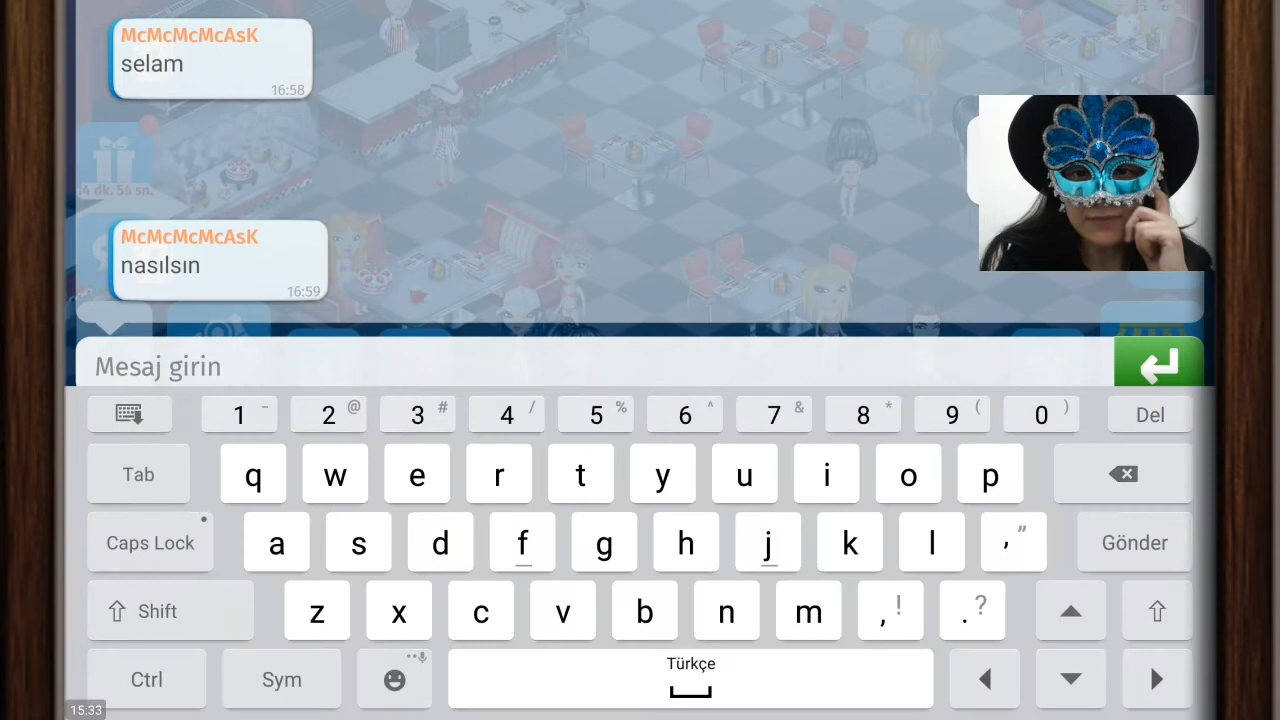 McMcMcMcAsK
selam
16:58
14 dk. 56 sn.
McMcMcMcAsK
nasılsın
16:59
Mesaj girin
1 - 2 @ 3 # 4 / 5 % 6 ^ 7 & 8 * 9 ( 0 ) Del
Tab q w e r t y u i o p
Caps Lock a s d f g h j k l , " Gönder
Shift z x c v b n m , ! . ?
Ctrl Sym Türkçe
15:33